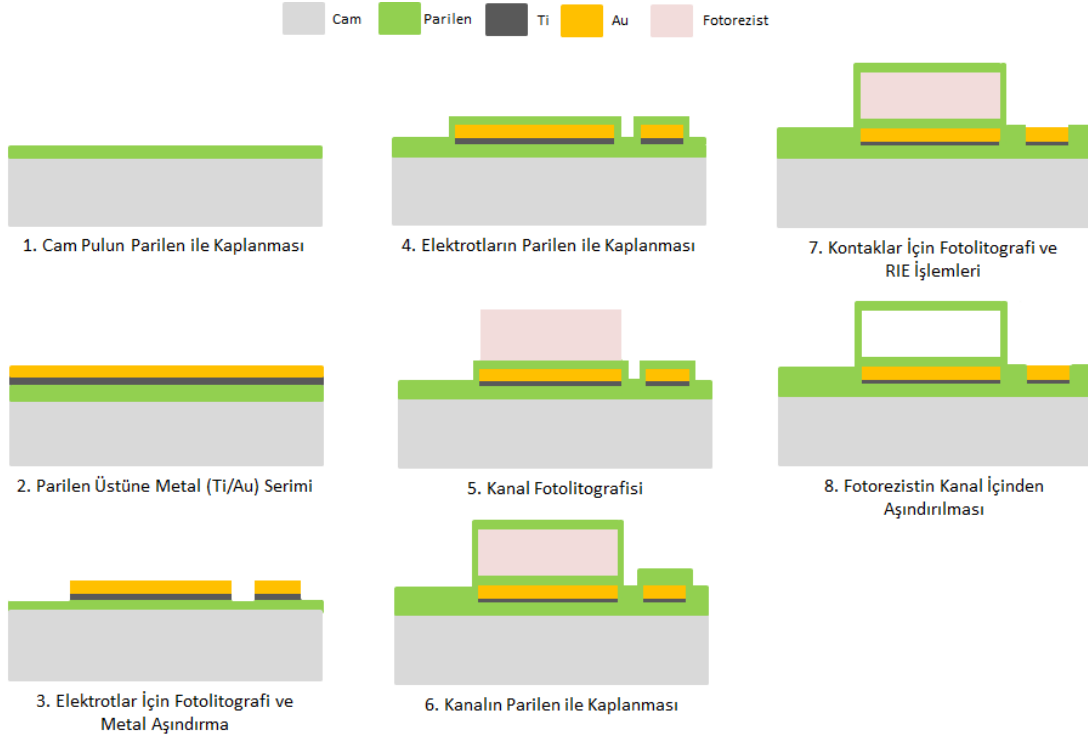 Cam Parilen Ti Au Fotorezist
1. Cam Pulun Parilen ile Kaplanması
2. Parilen Üstüne Metal (Ti/Au) Serimi
3. Elektrotlar İçin Fotolitografi ve
Metal Aşındırma
4. Elektrotların Parilen ile Kaplanması
5. Kanal Fotolitografisi
6. Kanalın Parilen ile Kaplanması
7. Kontaklar İçin Fotolitografi ve
RIE İşlemleri
8. Fotorezistin Kanal İçinden
Aşındırılması